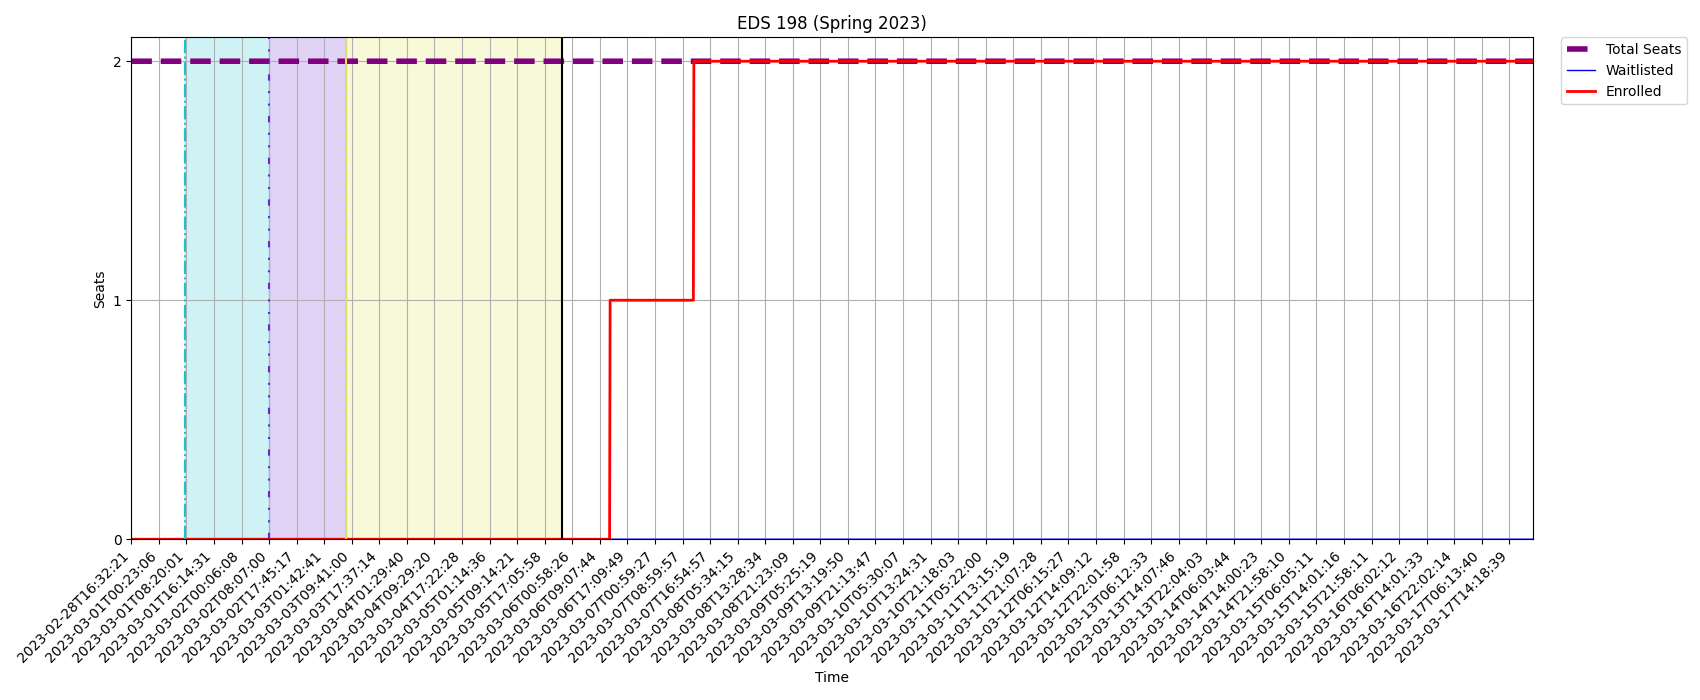 EDS 198 (Spring 2023)
Total Seats
Waitlisted
Enrolled
Seats
2
1
0
2023-02-28T16:32:21
2023-03-01T00:23:06
2023-03-01T08:20:01
2023-03-01T16:14:31
2023-03-02T00:06:08
2023-03-02T08:07:00
2023-03-02T17:45:17
2023-03-03T01:42:41
2023-03-03T09:41:00
2023-03-03T17:37:14
2023-03-04T01:29:40
2023-03-04T09:29:20
2023-03-04T17:22:28
2023-03-05T01:14:36
2023-03-05T09:14:21
2023-03-05T17:05:58
2023-03-06T00:58:26
2023-03-06T09:07:44
2023-03-06T17:09:49
2023-03-07T00:59:27
2023-03-07T08:59:57
2023-03-07T16:54:57
2023-03-08T05:34:15
2023-03-08T13:28:34
2023-03-08T21:23:09
2023-03-09T05:25:19
2023-03-09T13:19:50
2023-03-09T21:13:47
2023-03-10T05:30:07
2023-03-10T13:24:31
2023-03-10T21:18:03
2023-03-11T05:22:00
2023-03-11T13:15:19
2023-03-11T21:07:28
2023-03-12T06:15:27
2023-03-12T14:09:12
2023-03-12T22:01:58
2023-03-13T06:12:33
2023-03-13T14:07:46
2023-03-13T22:04:03
2023-03-14T06:03:44
2023-03-14T14:00:23
2023-03-14T21:58:10
2023-03-15T06:05:11
2023-03-15T14:01:16
2023-03-15T21:58:11
2023-03-16T06:02:12
2023-03-16T14:01:33
2023-03-16T22:02:14
2023-03-17T06:13:40
2023-03-17T14:18:39
Time